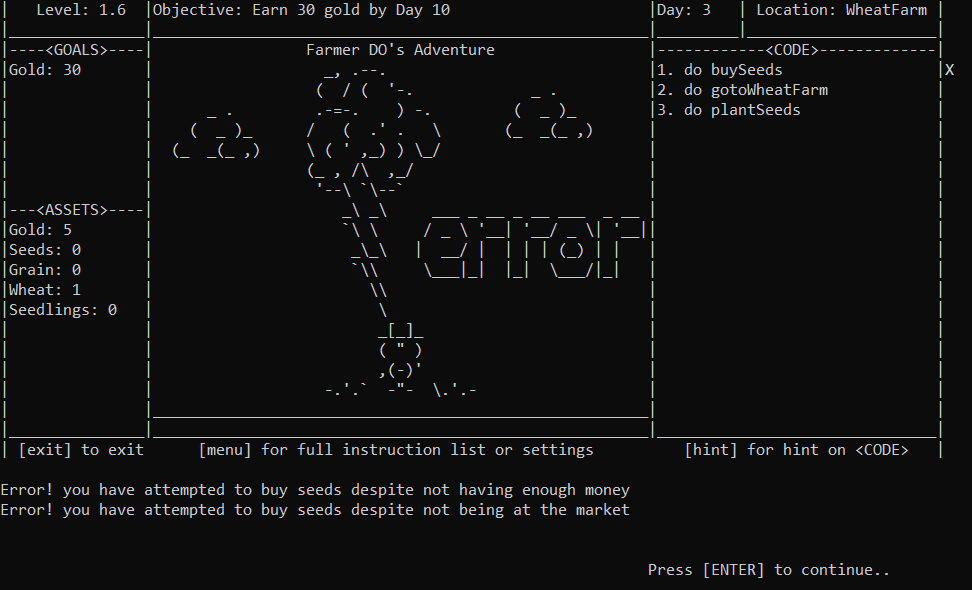 Level: 1.6 Objective: Earn 30 gold by Day 10 Day: 3 Location: WheatFarm
----<GOALS>---- Farmer DO's Adventure ------------<CODE>-------------
Gold: 30 1. do buySeeds X
2. do gotoWheatFarm
3. do plantSeeds
---<ASSETS>----
Gold: 5
Seeds: 0
Grain: 0
Wheat: 1
Seedlings: 0
error
[exit] to exit [menu] for full instruction list or settings [hint] for hint on <CODE>
Error! you have attempted to buy seeds despite not having enough money
Error! you have attempted to buy seeds despite not being at the market
Press [ENTER] to continue..